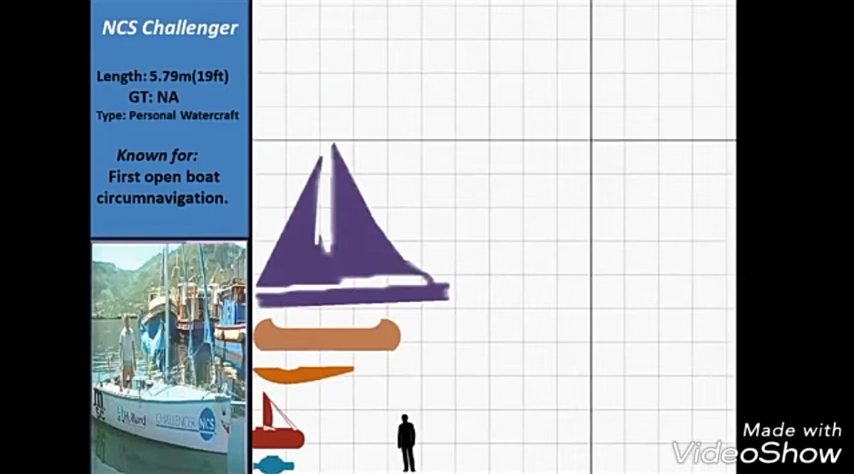 NCS Challenger
Length: 5.79m(19ft)
GT: NA
Type: Personal Watercraft
Known for:
First open boat
circumnavigation.
CHALLENGER NCS
Made with
VideoShow